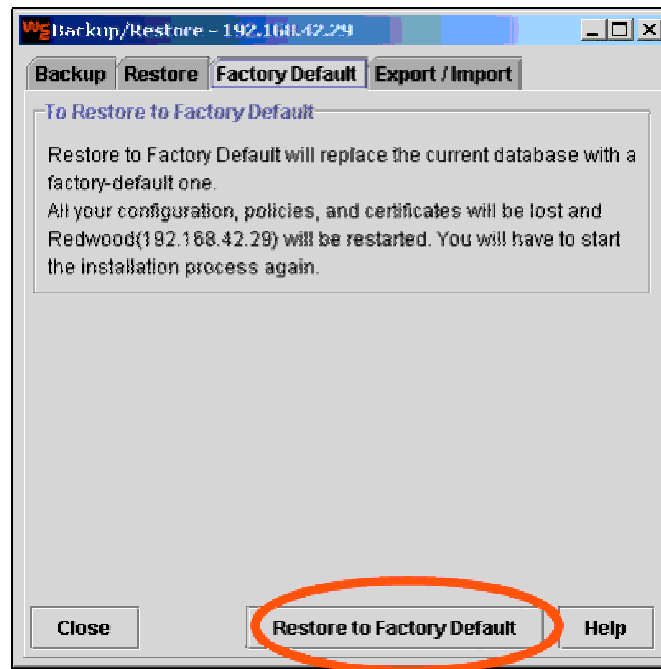 WS Backup/Restore - 192.168.42.29
Backup Restore Factory Default Export / Import
To Restore to Factory Default
Restore to Factory Default will replace the current database with a
factory-default one.
All your configuration, policies, and certificates will be lost and
Redwood(192.168.42.29) will be restarted. You will have to start
the installation process again.
Close Restore to Factory Default Help